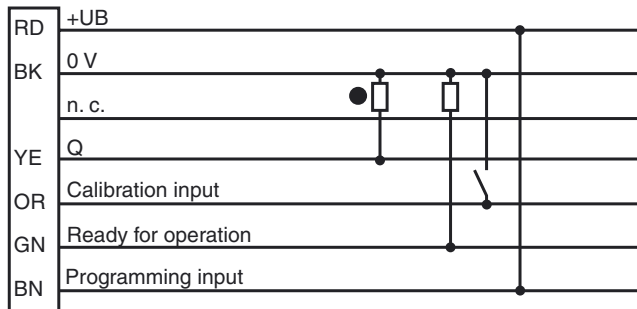 RD +UB
BK 0 V
n. c.
YE Q
OR Calibration input
GN Ready for operation
BN Programming input